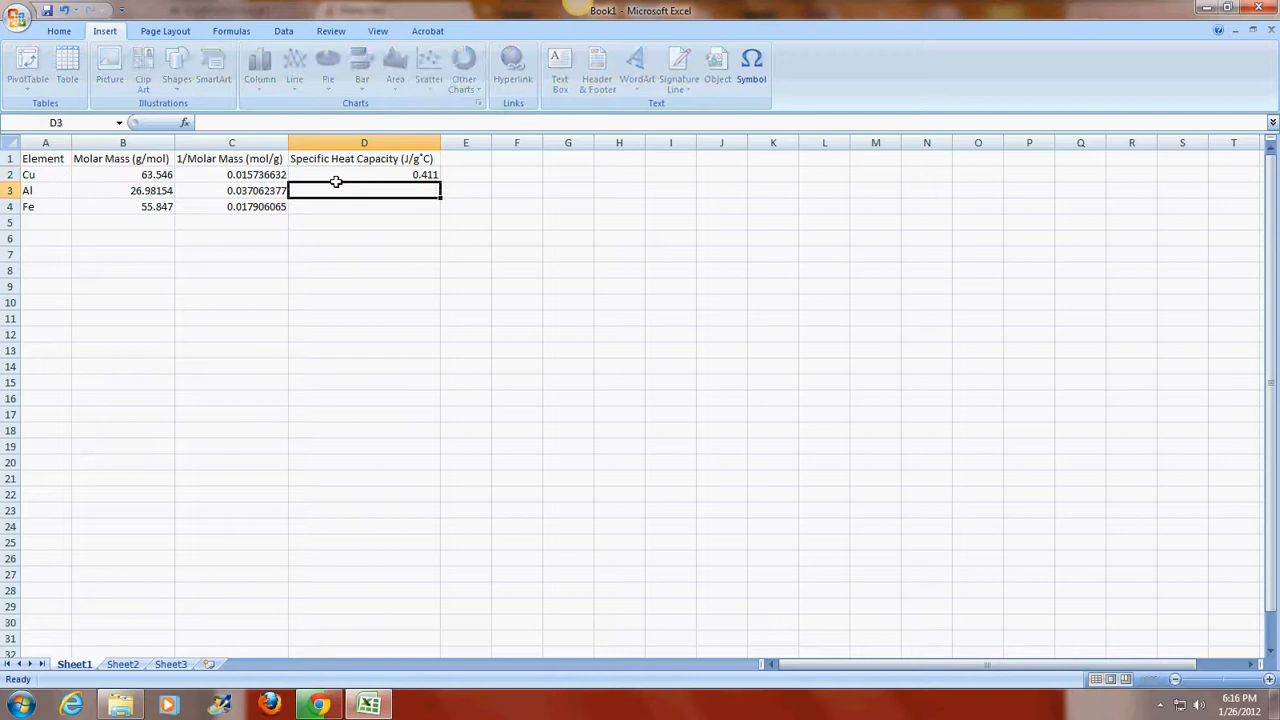 Book1 - Microsoft Excel
Home Insert Page Layout Formulas Data Review View Acrobat
PivotTable Table Picture Clip Art Shapes SmartArt Column Line Pie Bar Area Scatter Other Charts Hyperlink Text Box Header & Footer WordArt Signature Line Object Symbol
Tables Illustrations Charts Links Text
D3 fx
A B C D E F G H I J K L M N O P Q R S T
1 Element Molar Mass (g/mol) 1/Molar Mass (mol/g) Specific Heat Capacity (J/g˚C)
2 Cu 63.546 0.015736632 0.411
3 Al 26.98154 0.037062377
4 Fe 55.847 0.017906065
5
6
7
8
9
10
11
12
13
14
15
16
17
18
19
20
21
22
23
24
25
26
27
28
29
30
31
32
Sheet1 Sheet2 Sheet3
Ready
6:16 PM
1/26/2012